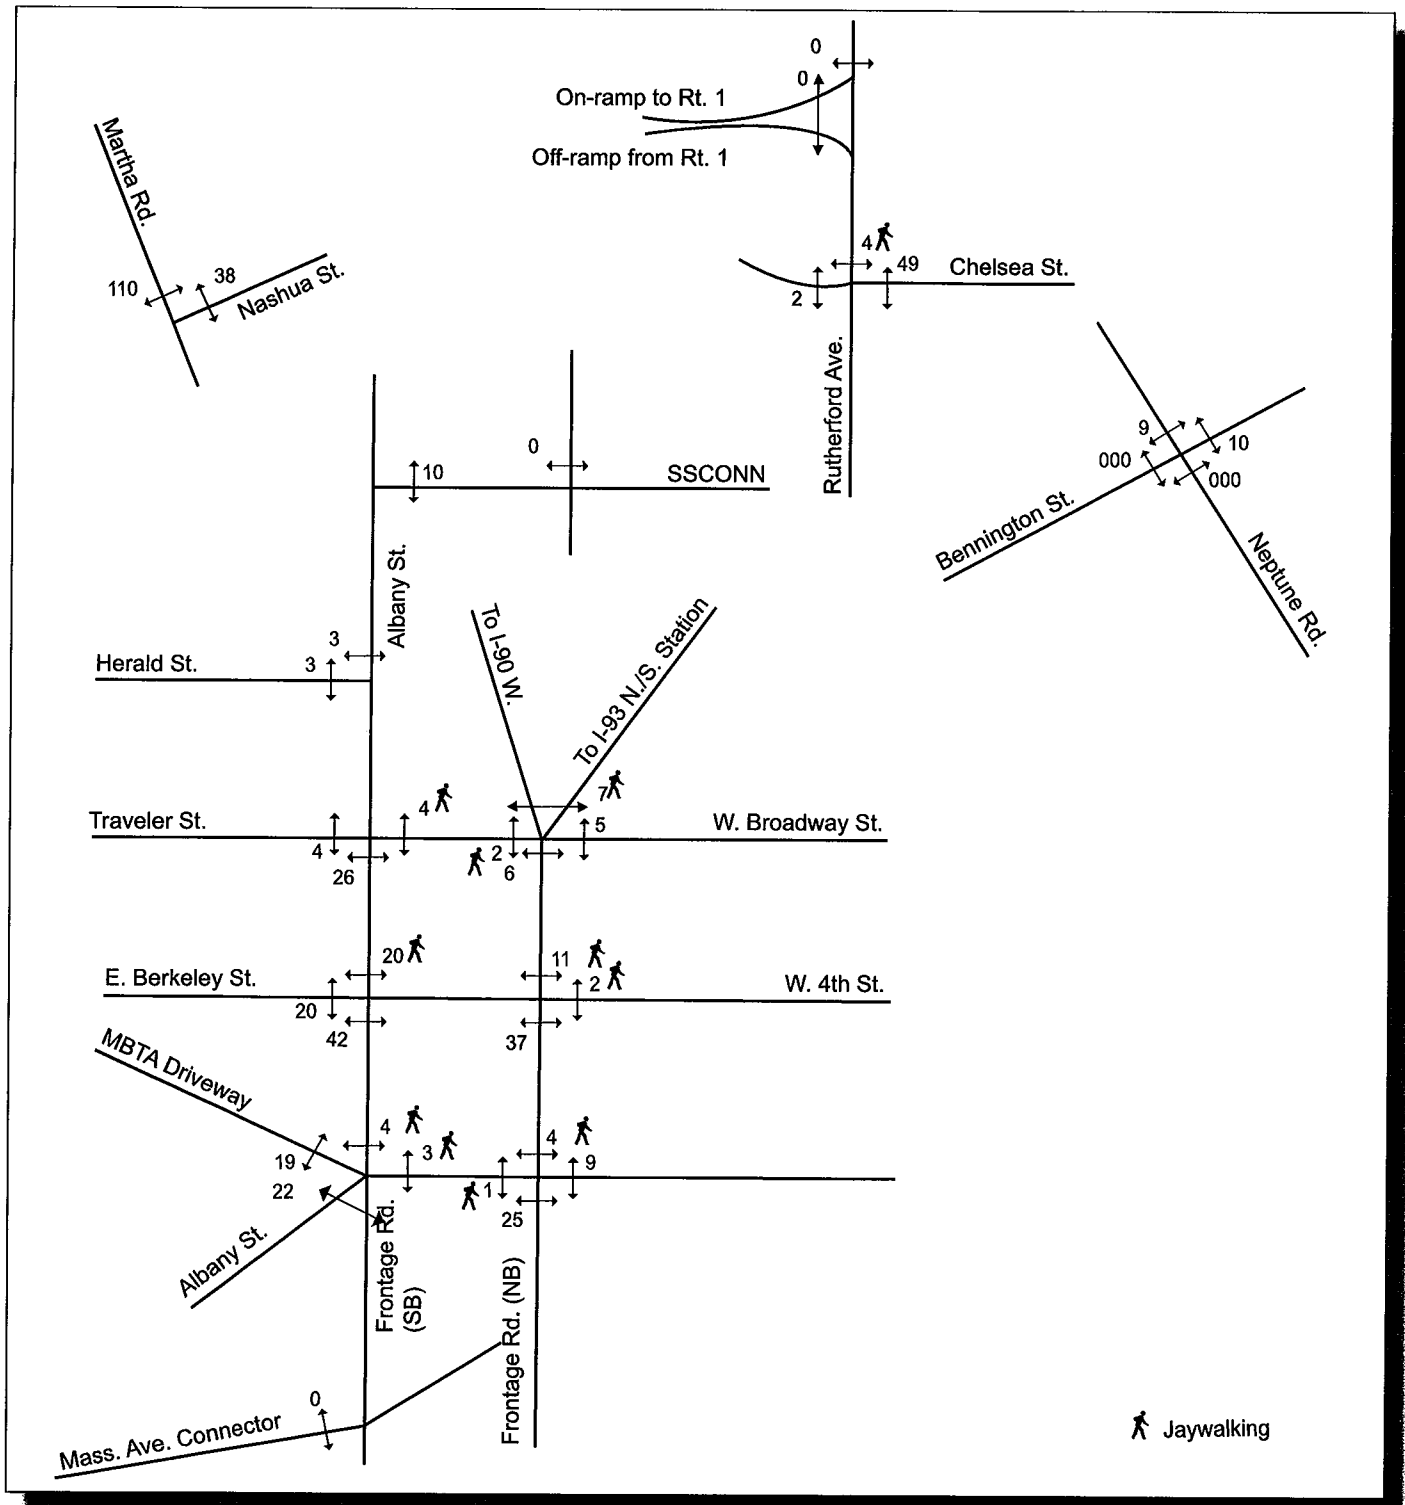 0
0
On-ramp to Rt. 1
Off-ramp from Rt. 1
Martha Rd.
110
38
Nashua St.
4
49
Chelsea St.
2
Rutherford Ave.
9
10
000
000
Bennington St.
Neptune Rd.
0
10
SSCONN
Albany St.
3
3
Herald St.
To I-90 W.
To I-93 N./S. Station
7
4
5
Traveler St.
W. Broadway St.
4
2
26
6
20
11
E. Berkeley St.
2
W. 4th St.
20
42
37
MBTA Driveway
4
3
4
9
19
22
1
25
Albany St.
Frontage Rd.
(SB)
Frontage Rd. (NB)
0
Mass. Ave. Connector
Jaywalking